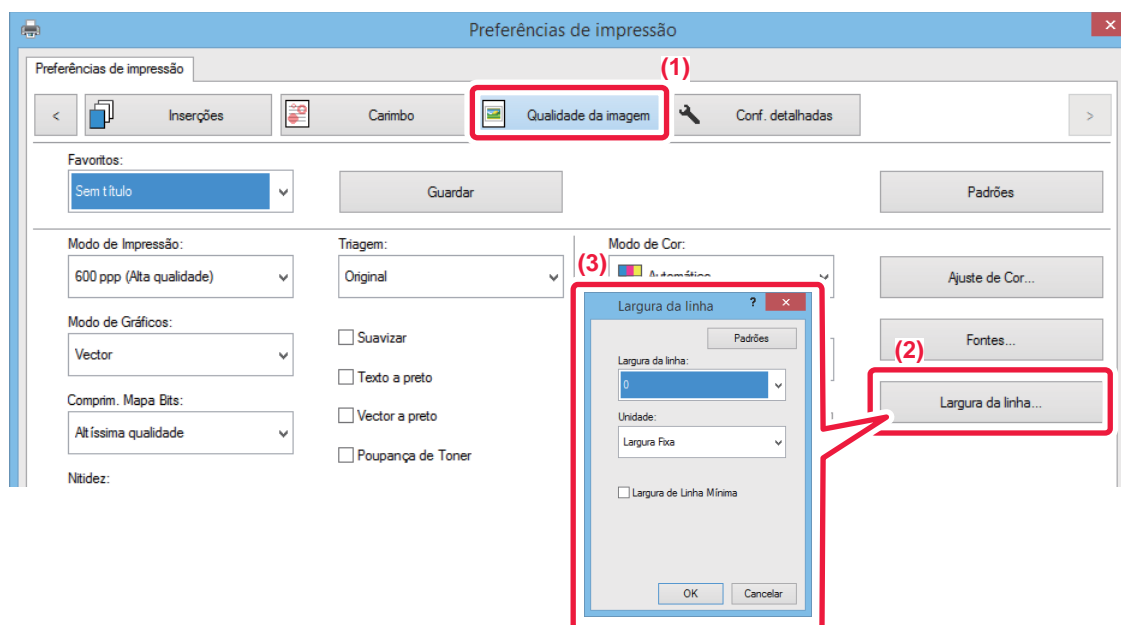 Preferências de impressão
Preferências de impressão
(1)
< Inserções Carimbo Qualidade da imagem Conf. detalhadas >
Favoritos:
Sem título Guardar Padrões
Modo de Impressão: Triagem: Modo de Cor:
600 ppp (Alta qualidade) Original Automático Ajuste de Cor...
(3)
Largura da linha ?
Padrões
Largura da linha:
0
Unidade:
Largura Fixa
Largura de Linha Mínima
OK Cancelar
Modo de Gráficos:
Vector
Suavizar
Texto a preto
Vector a preto
Poupança de Toner
Fontes...
(2)
Largura da linha...
Comprim. Mapa Bits:
Altíssima qualidade
Nitidez: